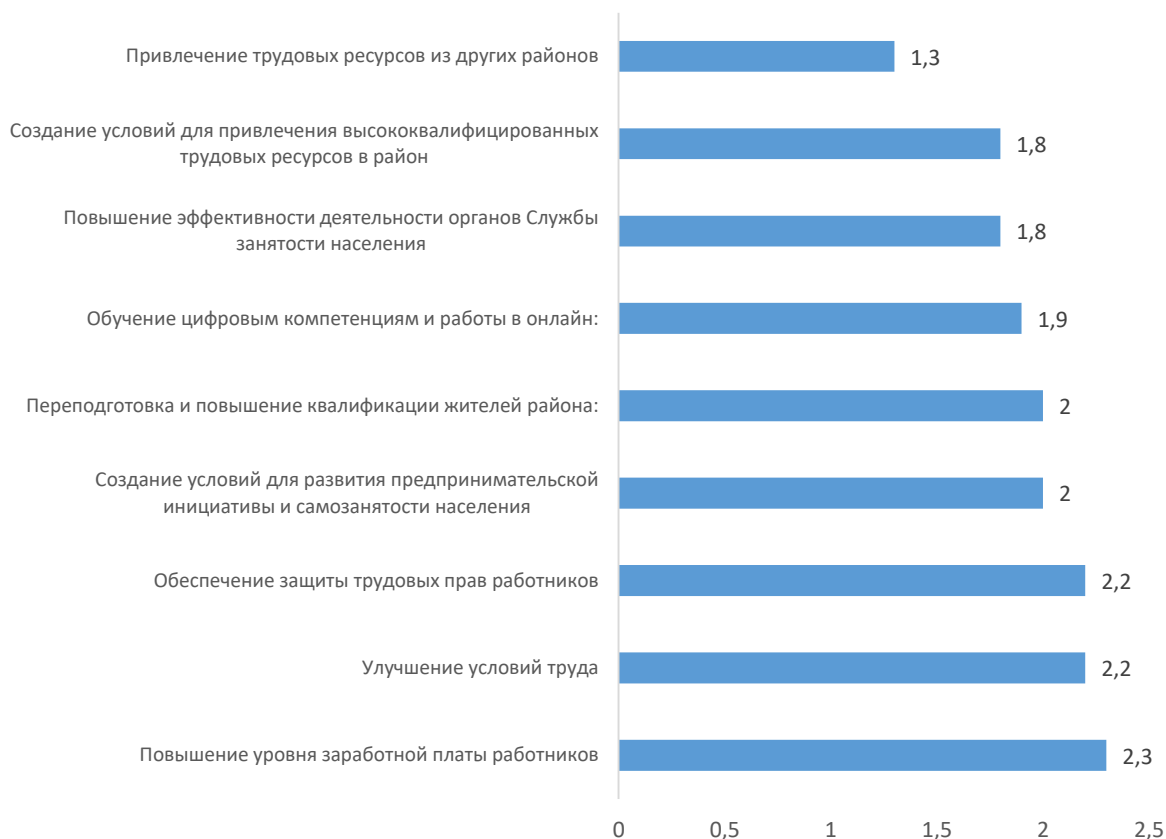 Привлечение трудовых ресурсов из других районов
1,3
Создание условий для привлечения высококвалифицированных
трудовых ресурсов в район
1,8
Повышение эффективности деятельности органов Службы
занятости населения
1,8
Обучение цифровым компетенциям и работы в онлайн:
1,9
Переподготовка и повышение квалификации жителей района:
2
Создание условий для развития предпринимательской
инициативы и самозанятости населения
2
Обеспечение защиты трудовых прав работников
2,2
Улучшение условий труда
2,2
Повышение уровня заработной платы работников
2,3
0 0,5 1 1,5 2 2,5